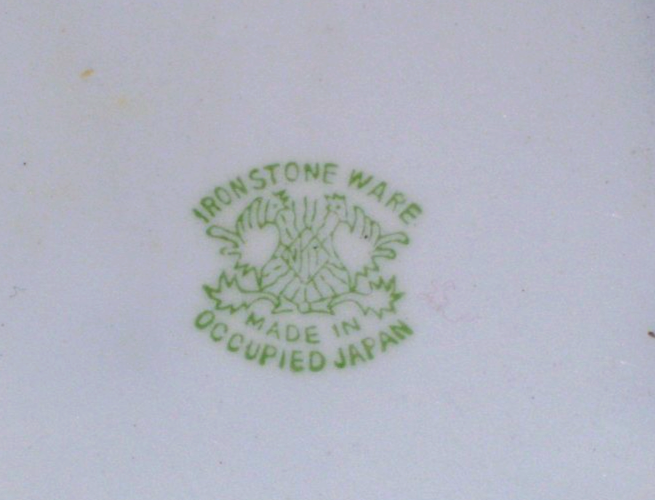 IRONSTONE WARE
MADE IN
OCCUPIED JAPAN